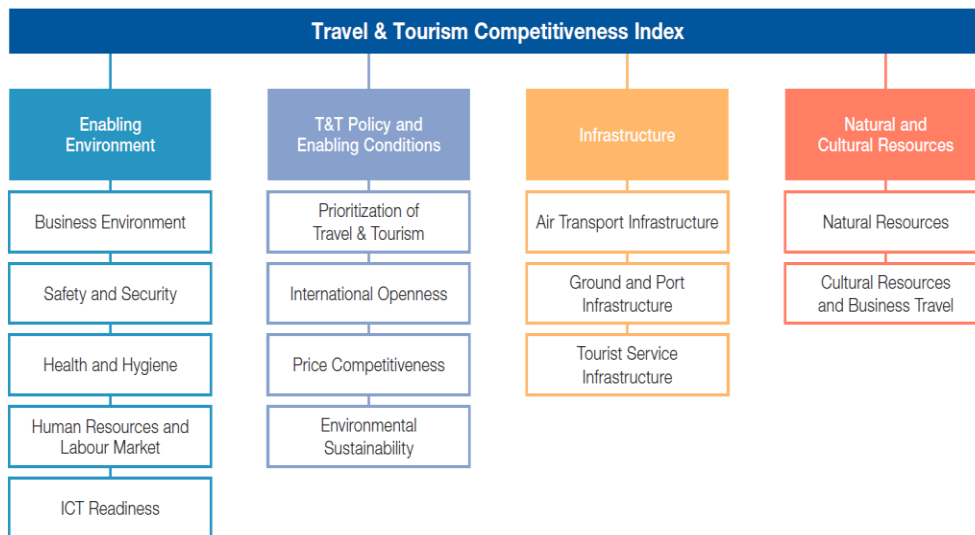 Travel & Tourism Competitiveness Index
Enabling
Environment
Business Environment
Safety and Security
Health and Hygiene
Human Resources and
Labour Market
ICT Readiness
T&T Policy and
Enabling Conditions
Prioritization of
Travel & Tourism
International Openness
Price Competitiveness
Environmental
Sustainability
Infrastructure
Air Transport Infrastructure
Ground and Port
Infrastructure
Tourist Service
Infrastructure
Natural and
Cultural Resources
Natural Resources
Cultural Resources
and Business Travel